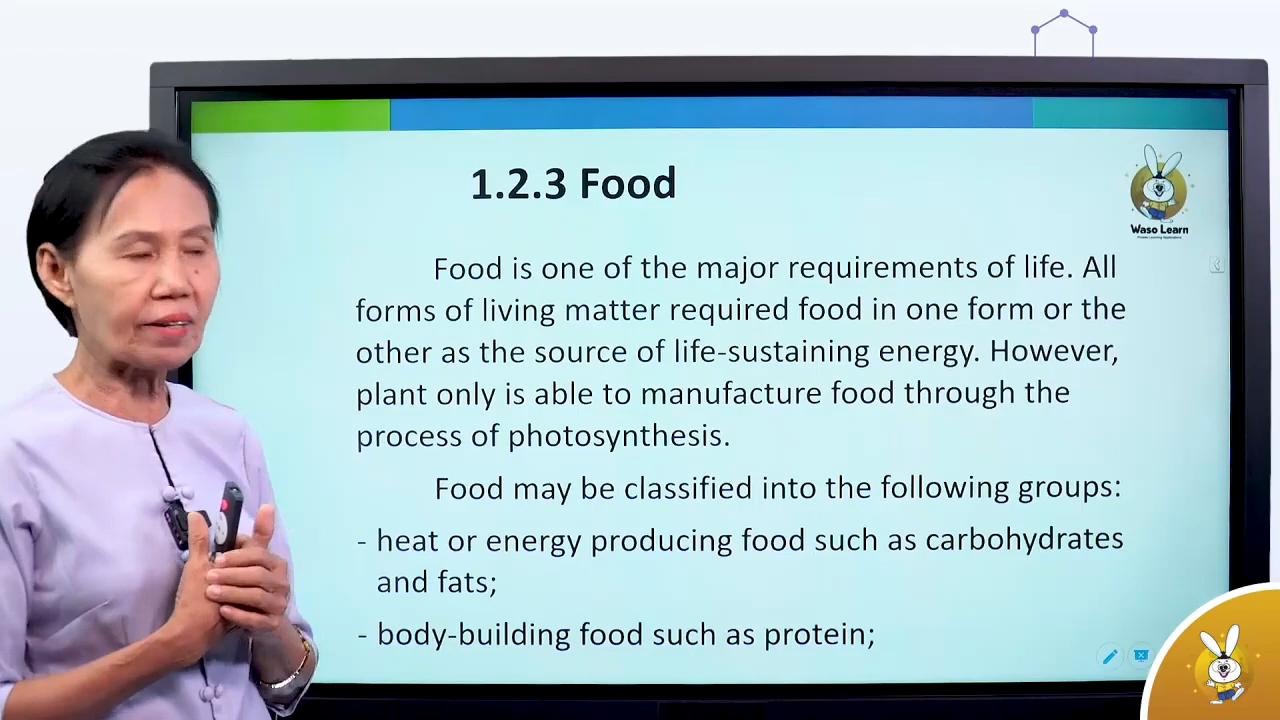 1.2.3 Food
Waso Learn
Food is one of the major requirements of life. All
forms of living matter required food in one form or the
other as the source of life-sustaining energy. However,
plant only is able to manufacture food through the
process of photosynthesis.
Food may be classified into the following groups:
- heat or energy producing food such as carbohydrates
and fats;
- body-building food such as protein;